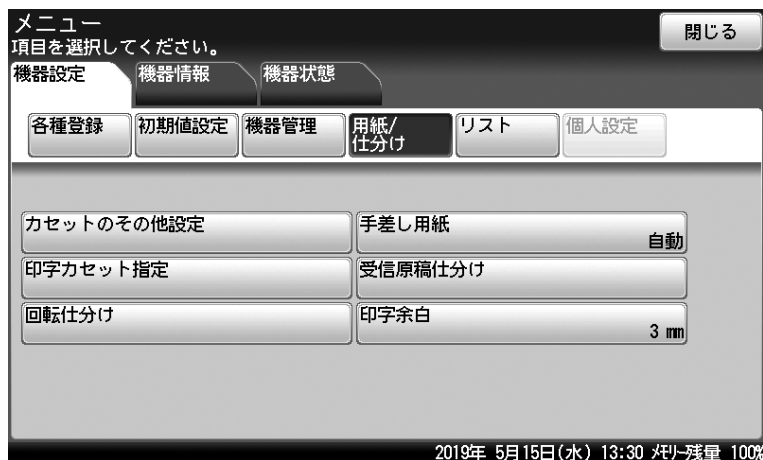 メニュー
閉じる
項目を選択してください。
機器設定 機器情報 機器状態
各種登録 初期値設定 機器管理 用紙/ リスト 個人設定
仕分け
カセットのその他設定 手差し用紙
自動
印字カセット指定 受信原稿仕分け
回転仕分け 印字余白
3 mm
2019年 5月15日(水) 13:30 ﾒﾓﾘｰ残量 100%